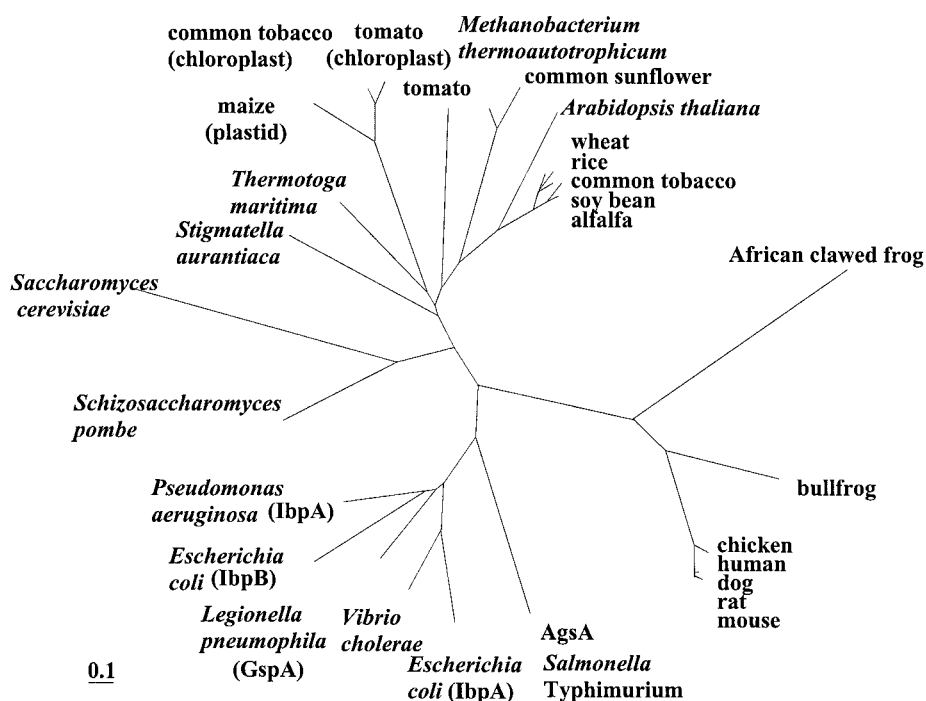 common tobacco
(chloroplast)
tomato
(chloroplast)
Methanobacterium
thermoautotrophicum
common sunflower
tomato
Arabidopsis thaliana
maize
(plastid)
wheat
rice
common tobacco
soy bean
alfalfa
Thermotoga
maritima
Stigmatella
aurantiaca
African clawed frog
Saccharomyces
cerevisiae
Schizosaccharomyces
pombe
Pseudomonas
aeruginosa (IbpA)
bullfrog
Escherichia
coli (IbpB)
chicken
human
dog
rat
mouse
Legionella
pneumophila
(GspA)
Vibrio
cholerae
Escherichia
coli (IbpA)
AgsA
Salmonella
Typhimurium
0.1